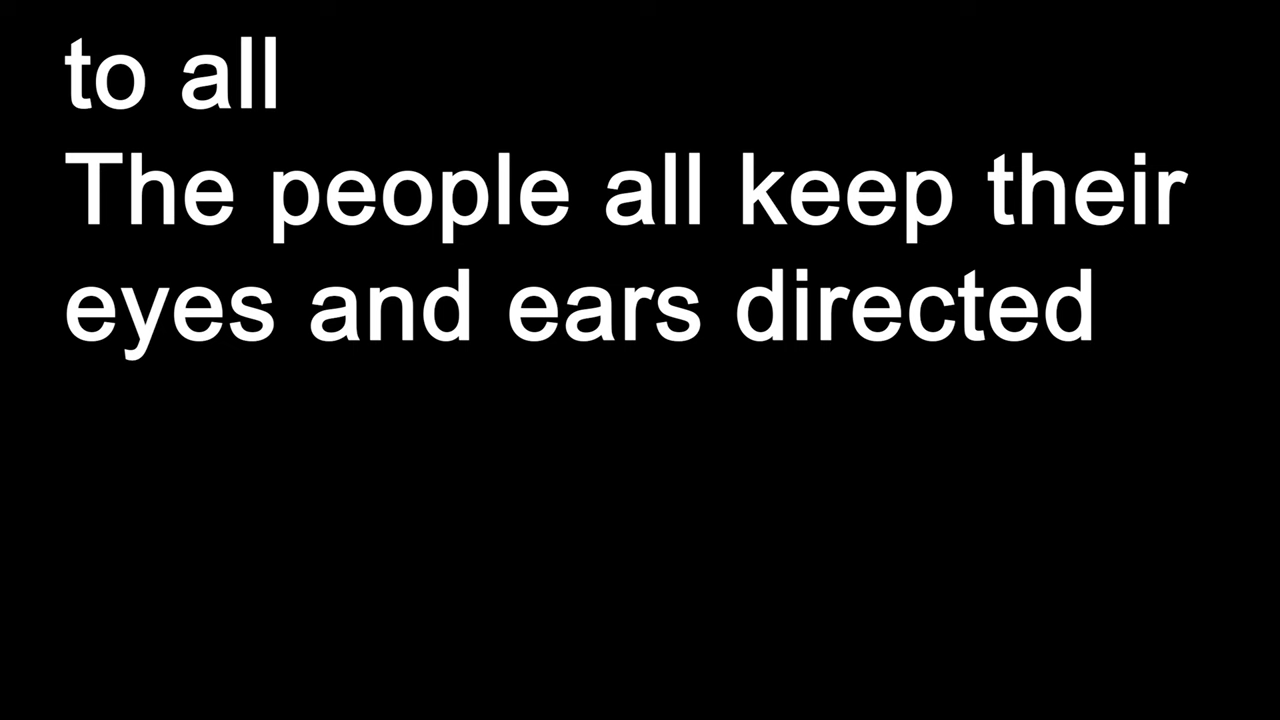 to all
The people all keep their
eyes and ears directed